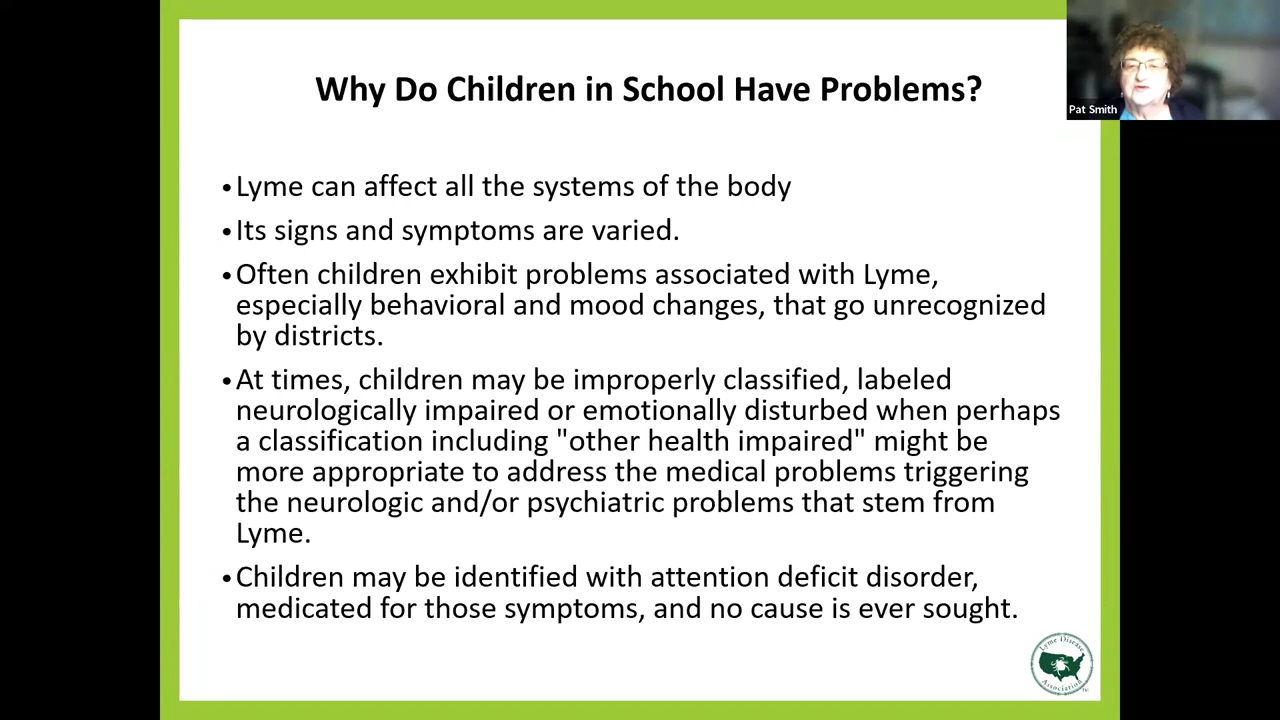 Why Do Children in School Have Problems?
Pat Smith
•Lyme can affect all the systems of the body
•Its signs and symptoms are varied.
•Often children exhibit problems associated with Lyme,
especially behavioral and mood changes, that go unrecognized
by districts.
•At times, children may be improperly classified, labeled
neurologically impaired or emotionally disturbed when perhaps
a classification including "other health impaired" might be
more appropriate to address the medical problems triggering
the neurologic and/or psychiatric problems that stem from
Lyme.
•Children may be identified with attention deficit disorder,
medicated for those symptoms, and no cause is ever sought.
Lyme Disease
Association
TM